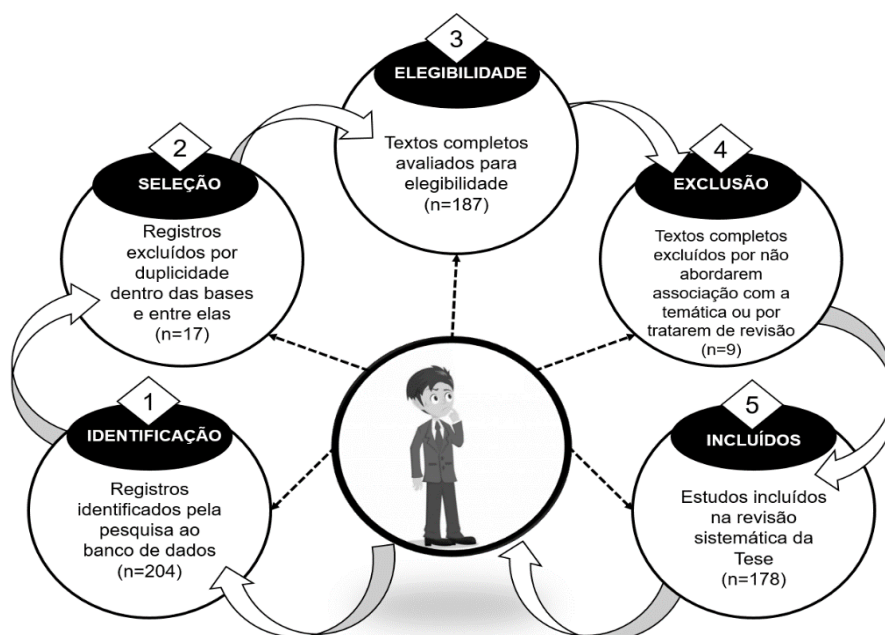 1
IDENTIFICAÇÃO
Registros
identificados pela
pesquisa ao
banco de dados
(n=204)
2
SELEÇÃO
Registros
excluídos por
duplicidade
dentro das bases
e entre elas
(n=17)
3
ELEGIBILIDADE
Textos completos
avaliados para
elegibilidade
(n=187)
4
EXCLUSÃO
Textos completos
excluídos por não
abordarem
associação com a
temática ou por
tratarem de revisão
(n=9)
5
INCLUÍDOS
Estudos incluídos
na revisão
sistemática da
Tese
(n=178)